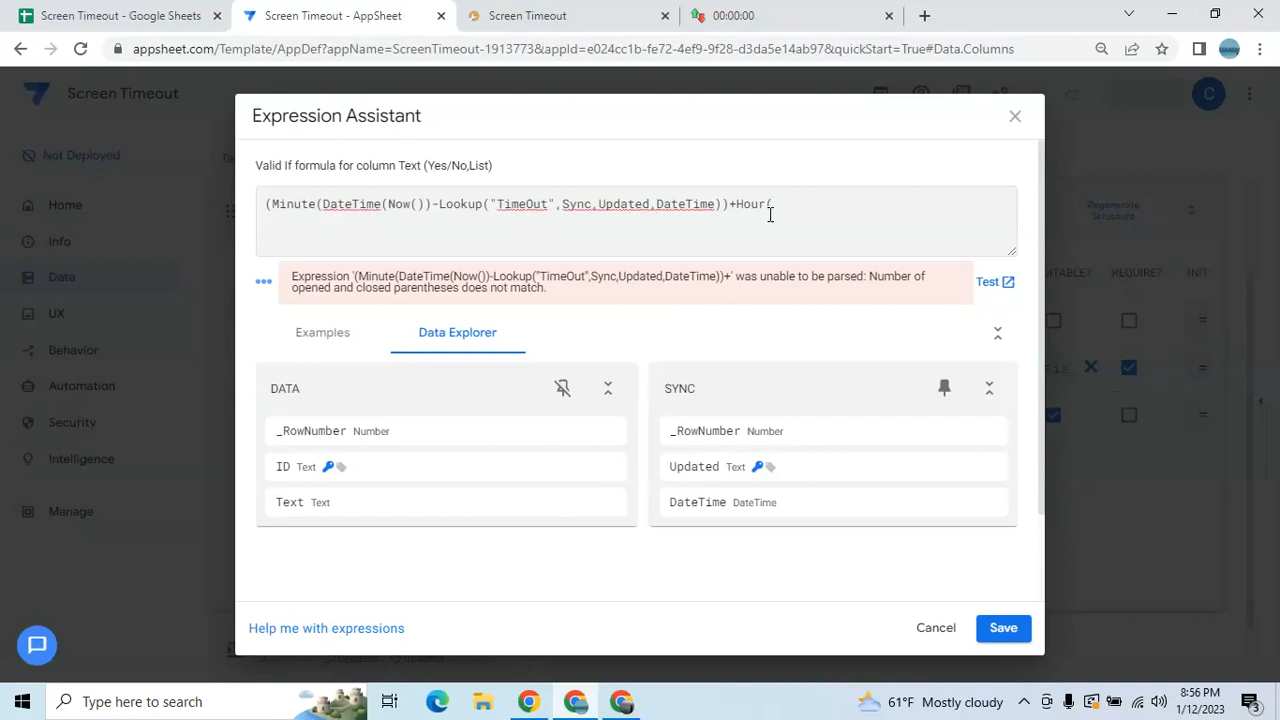 Screen Timeout - Google Sheets
Screen Timeout - AppSheet
Screen Timeout
00:00:00
appsheet.com/Template/AppDef?appName=ScreenTimeout-1913773&appId=e024cc1b-fe72-4ef9-9f28-d3da5e14ab97&quickStart=True#Data.Columns
Screen Timeout
C
Not Deployed
Home
Info
Data
UX
Behavior
Automation
Security
Intelligence
Manage
Regenerate
Structure
REQUIRE?
Expression Assistant
Valid If formula for column Text (Yes/No,List)
(Minute(DateTime(Now())-Lookup("TimeOut",Sync,Updated,DateTime))+Hour(
Expression '(Minute(DateTime(Now())-Lookup("TimeOut",Sync,Updated,DateTime))+' was unable to be parsed: Number of
opened and closed parentheses does not match.
Test
Examples
Data Explorer
DATA
_RowNumber Number
ID Text
Text Text
SYNC
_RowNumber Number
Updated Text
DateTime DateTime
Help me with expressions
Cancel
Save
Type here to search
61°F Mostly cloudy
8:56 PM
1/12/2023
3